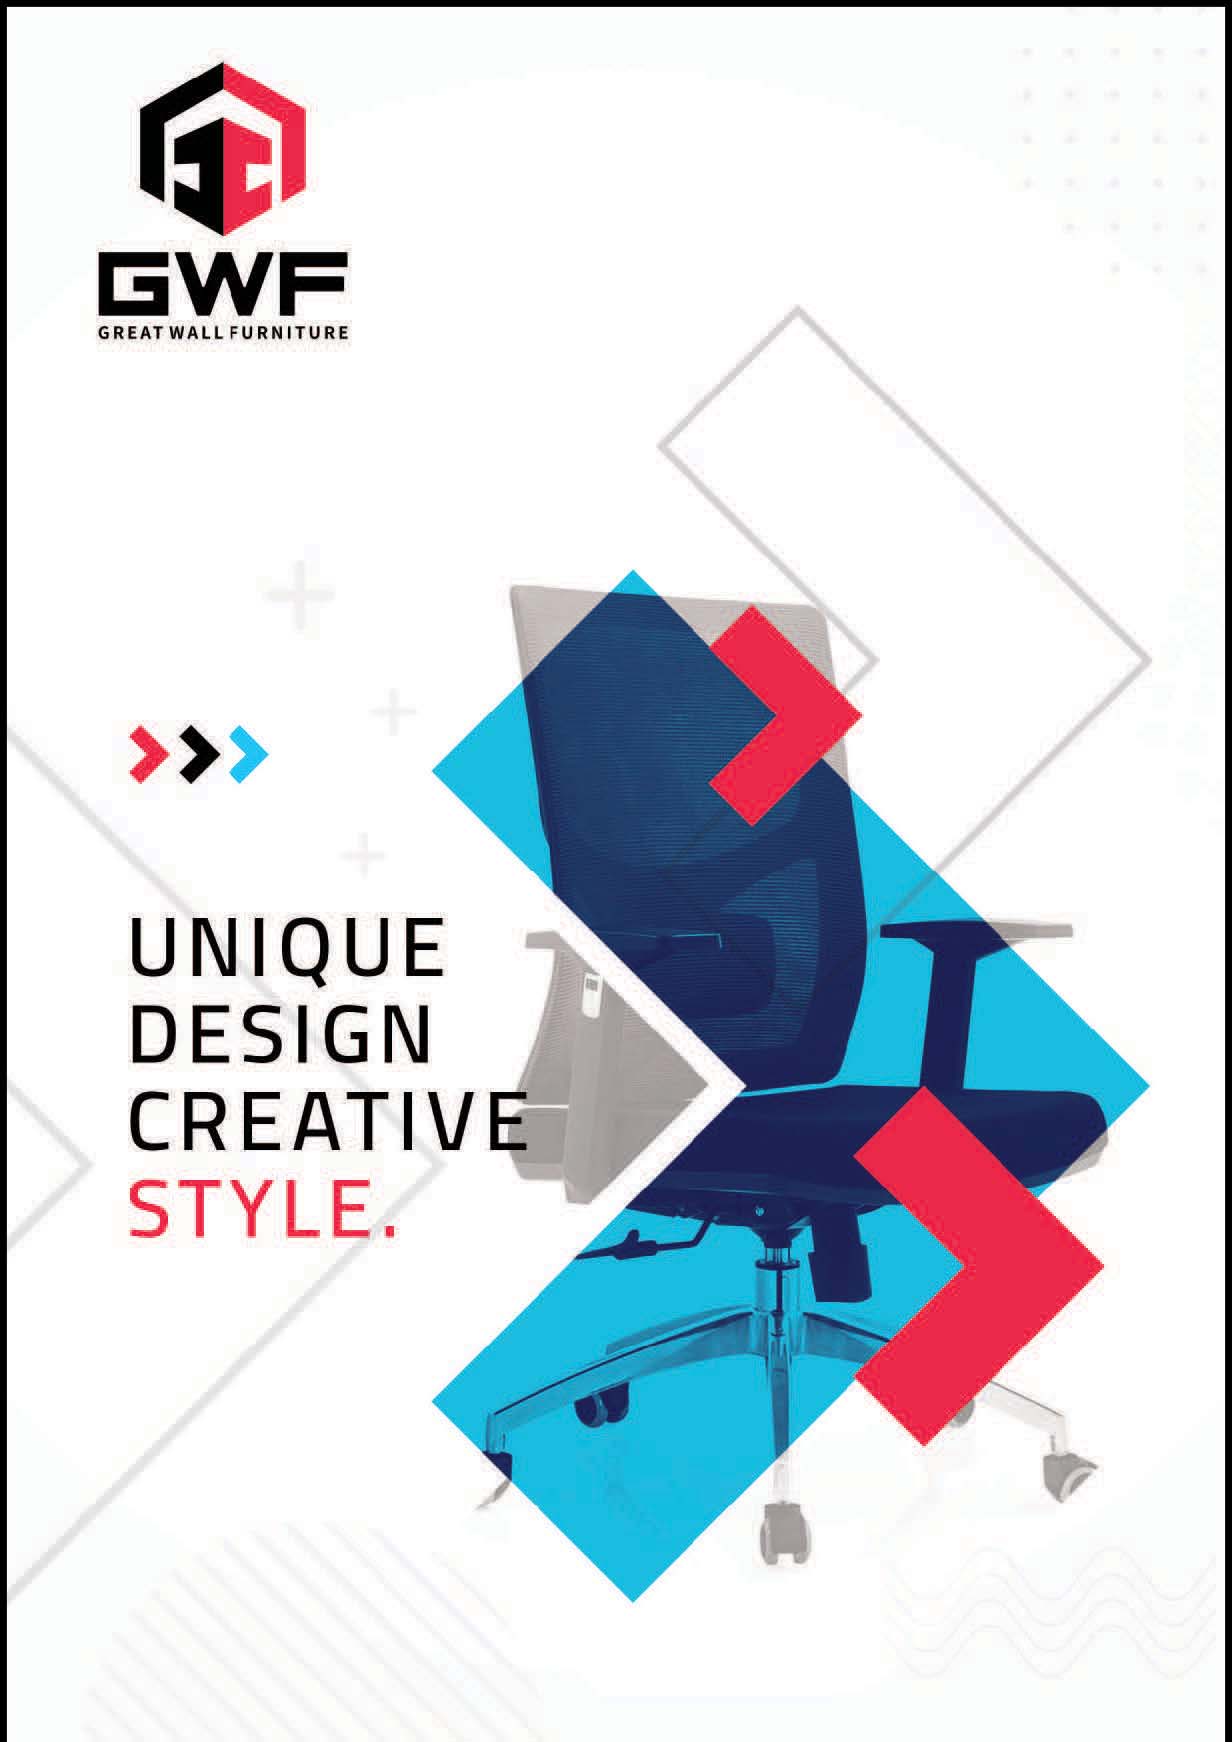 GWF
GREAT WALL FURNITURE
UNIQUE
DESIGN
CREATIVE
STYLE.